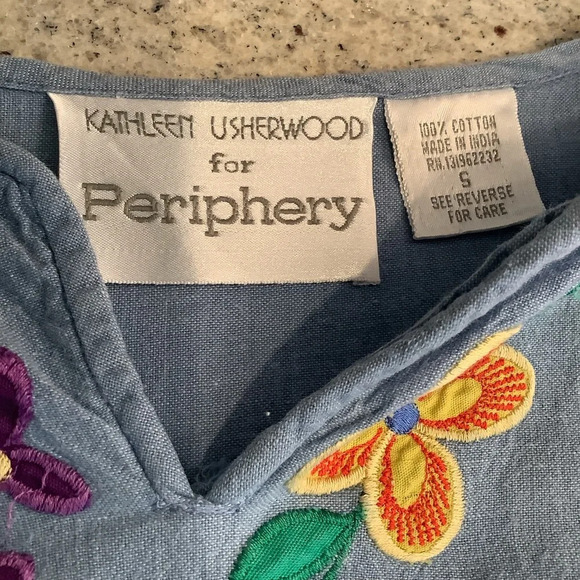 KATHLEEN USHERWOOD
for
Periphery
100% COTTON
MADE IN INDIA
RN.131962232
S
SEE REVERSE
FOR CARE